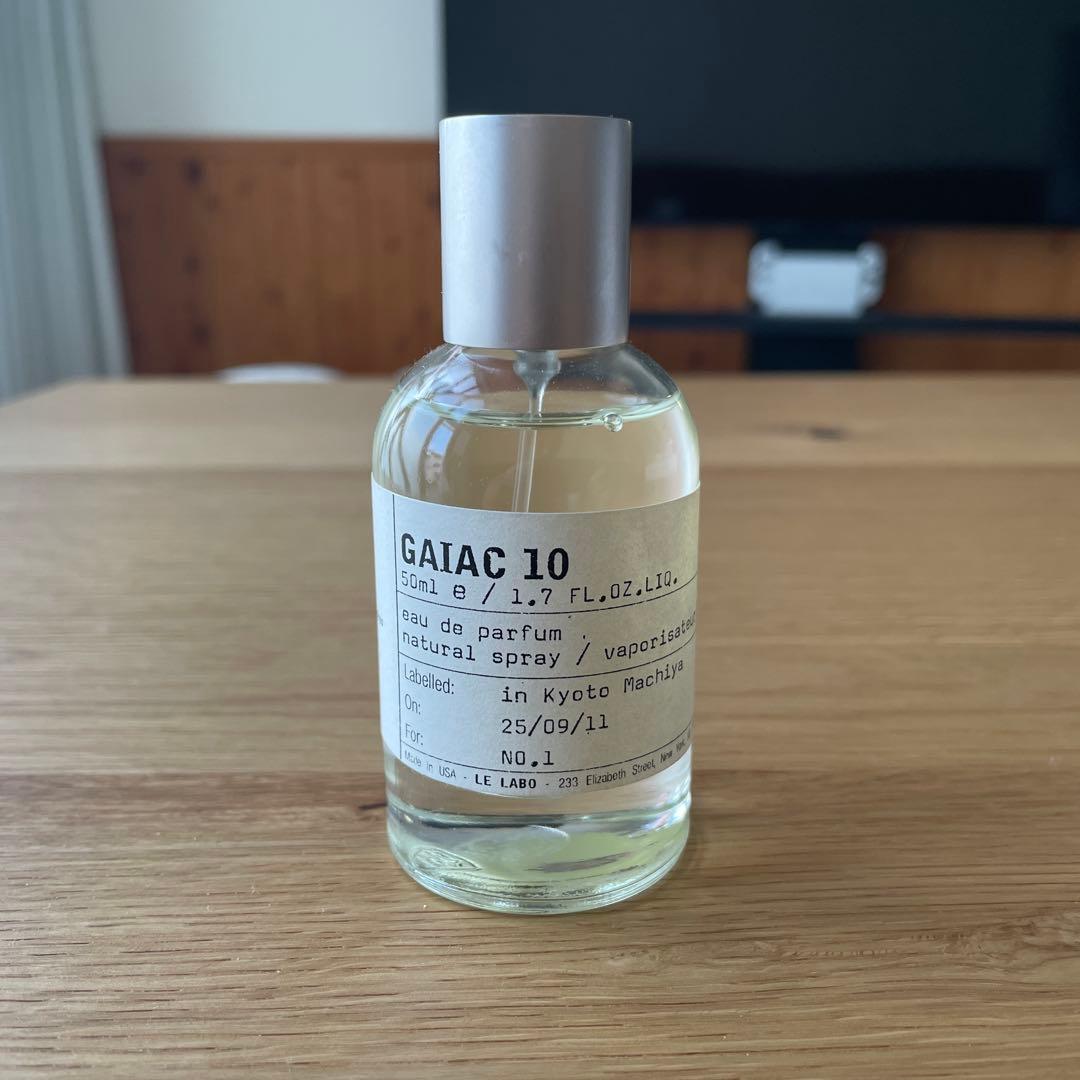 GAIAC 10
50ml e / 1.7 FL.OZ.LIQ.
eau de parfum
natural spray / vaporisateur
Labelled: in Kyoto Machiya
On: 25/09/11
For: NO.1
Made in USA - LE LABO - 233 Elizabeth Street, New York,